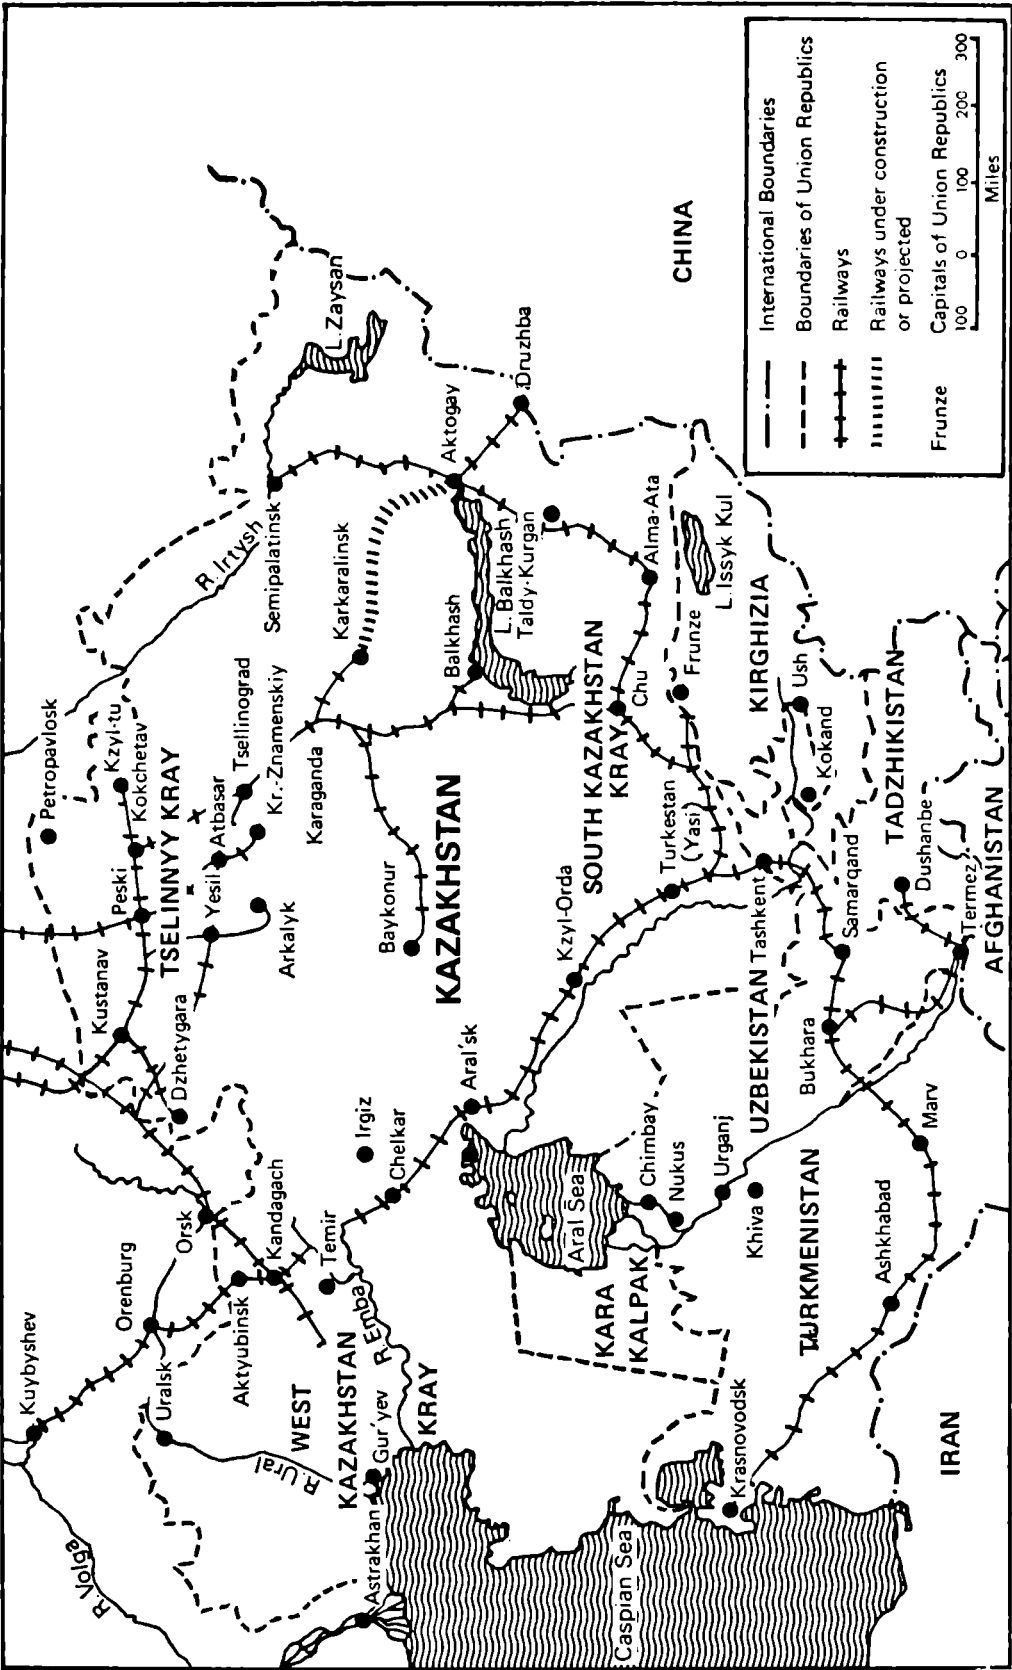 Kuybyshev
R. Volga
Orenburg
Uralsk
Orsk
Aktyubinsk
Kandagach
Temir
R. Emba
R. Ural
Gur'yev
Astrakhan
WEST
KAZAKHSTAN
KRAY
Caspian Sea
Krasnovodsk
Petropavlosk
Kzyl-tu
Kokchetav
Peski
Kustanav
TSELINNYY KRAY
Dzhetygara
Yesil
Atbasar
Tsellinograd
Kr.-Znamenskiy
Arkalyk
R. Irtysh
Semipalatinsk
L. Zaysan
Karkaralinsk
Karaganda
Baykonur
KAZAKHSTAN
Irgiz
Chelkar
Aral'sk
Aral Sea
Kzyl-Orda
Balkhash
L. Balkhash
Aktogay
Druzhba
Taldy-Kurgan
SOUTH KAZAKHSTAN
KRAY
Chu
Alma-Ata
Turkestan
(Yasi)
Frunze
L. Issyk Kul
KIRGHIZIA
Ush
Kokand
CHINA
KARA
KALPAK
Chimbay
Nukus
Urganj
Khiva
UZBEKISTAN
Tashkent
Samarqand
Bukhara
TADZHIKISTAN
Dushanbe
Termez
AFGHANISTAN
Marv
TURKMENISTAN
Ashkhabad
IRAN
International Boundaries
Boundaries of Union Republics
Railways
Railways under construction
or projected
Frunze Capitals of Union Republics
100 0 100 200 300
Miles